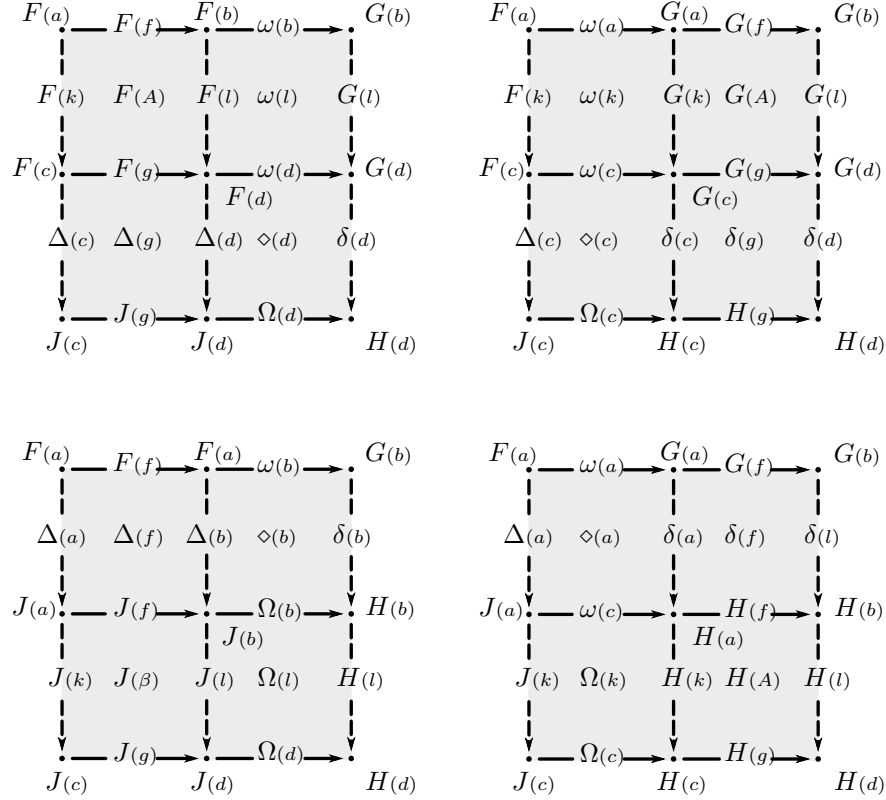 F(a) F(f) F(b) ω(b) G(b)
F(k) F(A) F(l) ω(l) G(l)
F(c) F(g) ω(d) G(d)
F(d)
Δ(c) Δ(g) Δ(d) ⋄(d) δ(d)
J(g) Ω(d)
J(c) J(d) H(d)
F(a) ω(a) G(a) G(f) G(b)
F(k) ω(k) G(k) G(A) G(l)
F(c) ω(c) G(g) G(d)
G(c)
Δ(c) ⋄(c) δ(c) δ(g) δ(d)
Ω(c) H(g)
J(c) H(c) H(d)
F(a) F(f) F(a) ω(b) G(b)
Δ(a) Δ(f) Δ(b) ⋄(b) δ(b)
J(a) J(f) Ω(b) H(b)
J(b)
J(k) J(β) J(l) Ω(l) H(l)
J(g) Ω(d)
J(c) J(d) H(d)
F(a) ω(a) G(a) G(f) G(b)
Δ(a) ⋄(a) δ(a) δ(f) δ(l)
J(a) ω(c) H(f) H(b)
H(a)
J(k) Ω(k) H(k) H(A) H(l)
Ω(c) H(g)
J(c) H(c) H(d)